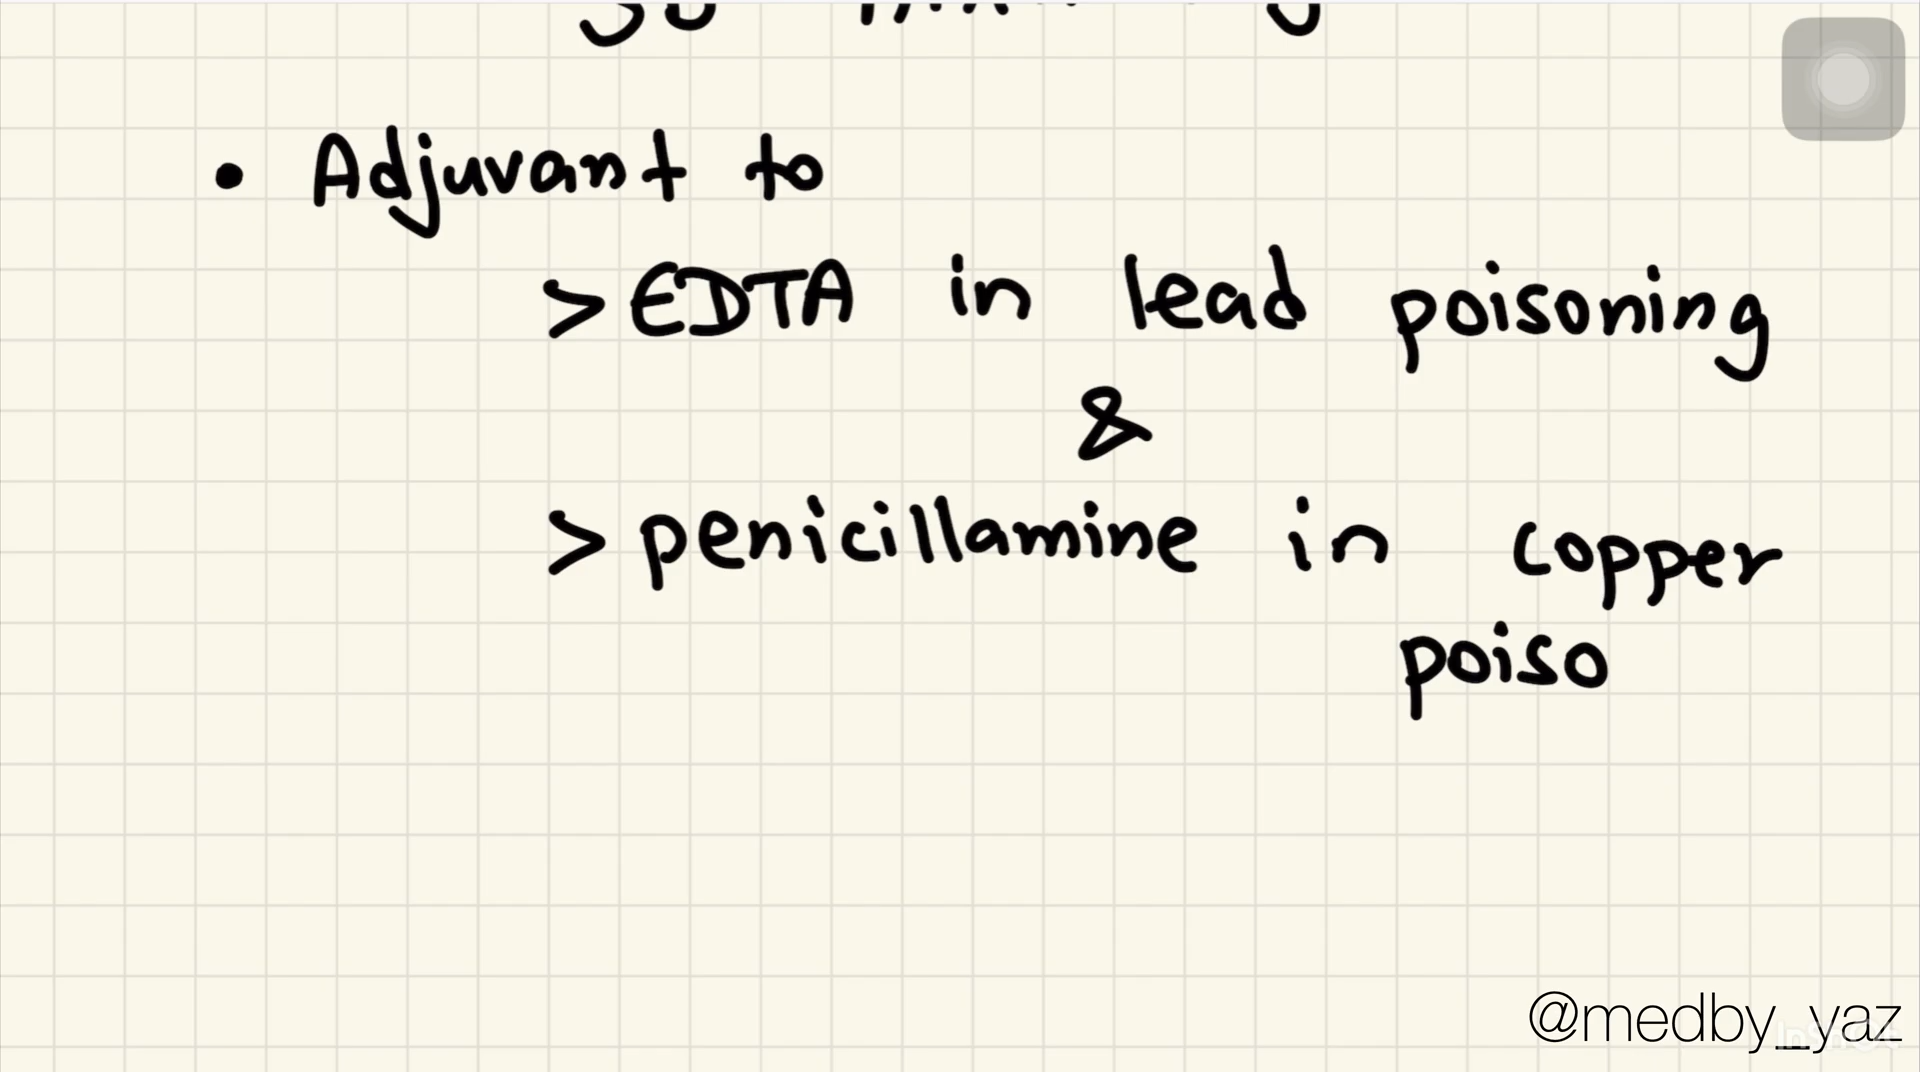 • Adjuvant to
> EDTA in lead poisoning
&
> penicillamine in copper
poiso
@medby_yaz